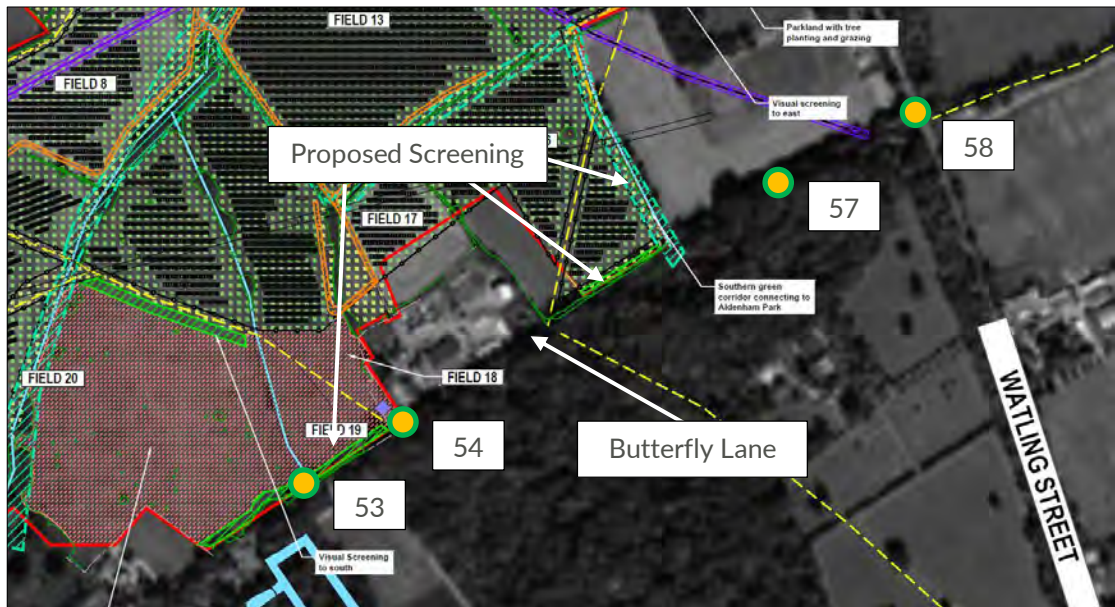 FIELD 13
Parkland with tree
planting and grazing
FIELD 8
Visual screening
to east
58
Proposed Screening
57
FIELD 17
Southern green
corridor connecting to
Aldenham Park
FIELD 20
FIELD 18
WATLING STREET
FIELD 19
54
Butterfly Lane
53
Visual Screening
to south